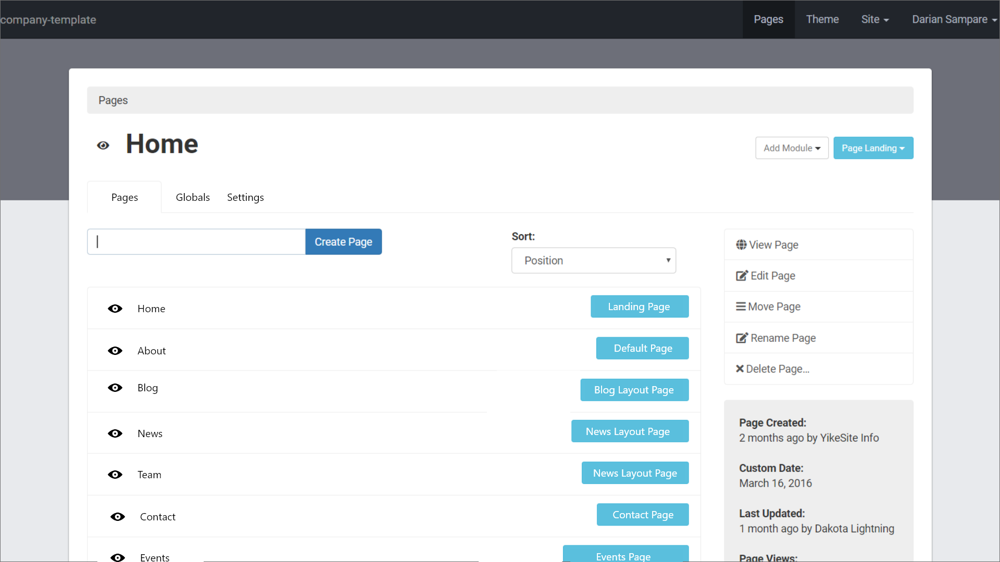 company-template
Pages Theme Site Darian Sampare
Pages
Home
Add Module Page Landing
Pages Globals Settings
Create Page
Sort:
Position
Home Landing Page
About Default Page
Blog Blog Layout Page
News News Layout Page
Team News Layout Page
Contact Contact Page
Events Events Page
View Page
Edit Page
Move Page
Rename Page
Delete Page...
Page Created:
2 months ago by YikeSite Info
Custom Date:
March 16, 2016
Last Updated:
1 month ago by Dakota Lightning
Page Views: